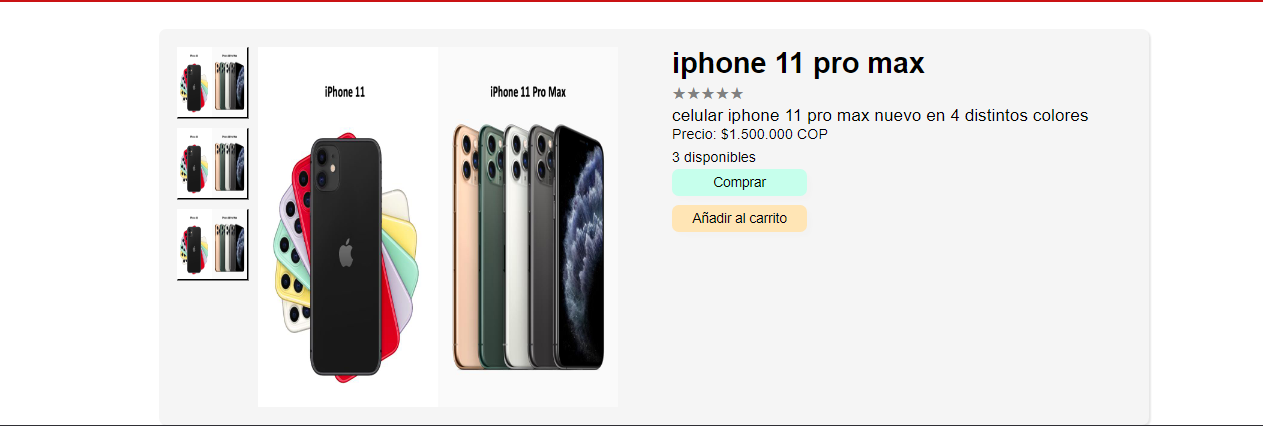 iPhone 11
iPhone 11 Pro Max
iphone 11 pro max
celular iphone 11 pro max nuevo en 4 distintos colores
Precio: $1.500.000 COP
3 disponibles
Comprar
Añadir al carrito